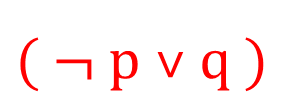 ( ¬ p ∨ q )